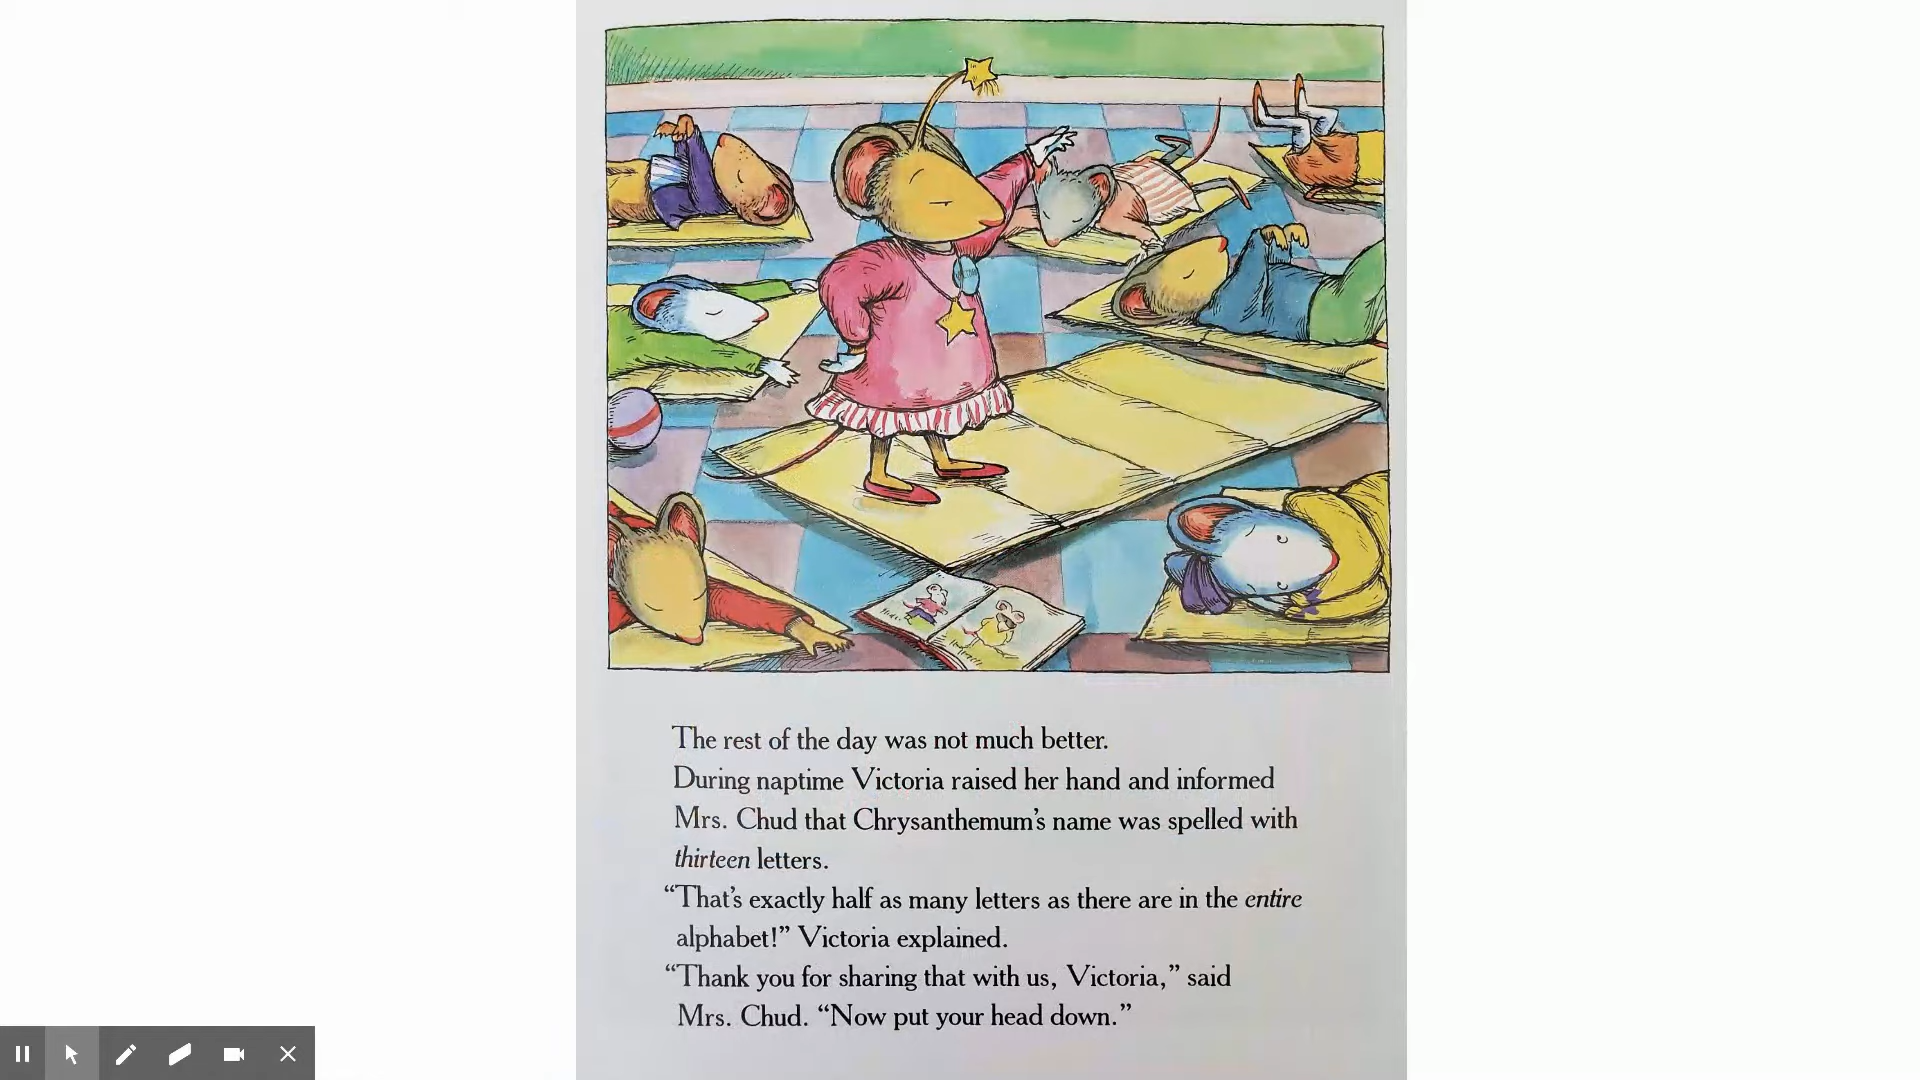 The rest of the day was not much better.
During naptime Victoria raised her hand and informed
Mrs. Chud that Chrysanthemum’s name was spelled with
thirteen letters.
“That’s exactly half as many letters as there are in the entire
alphabet!” Victoria explained.
“Thank you for sharing that with us, Victoria,” said
Mrs. Chud. “Now put your head down.”